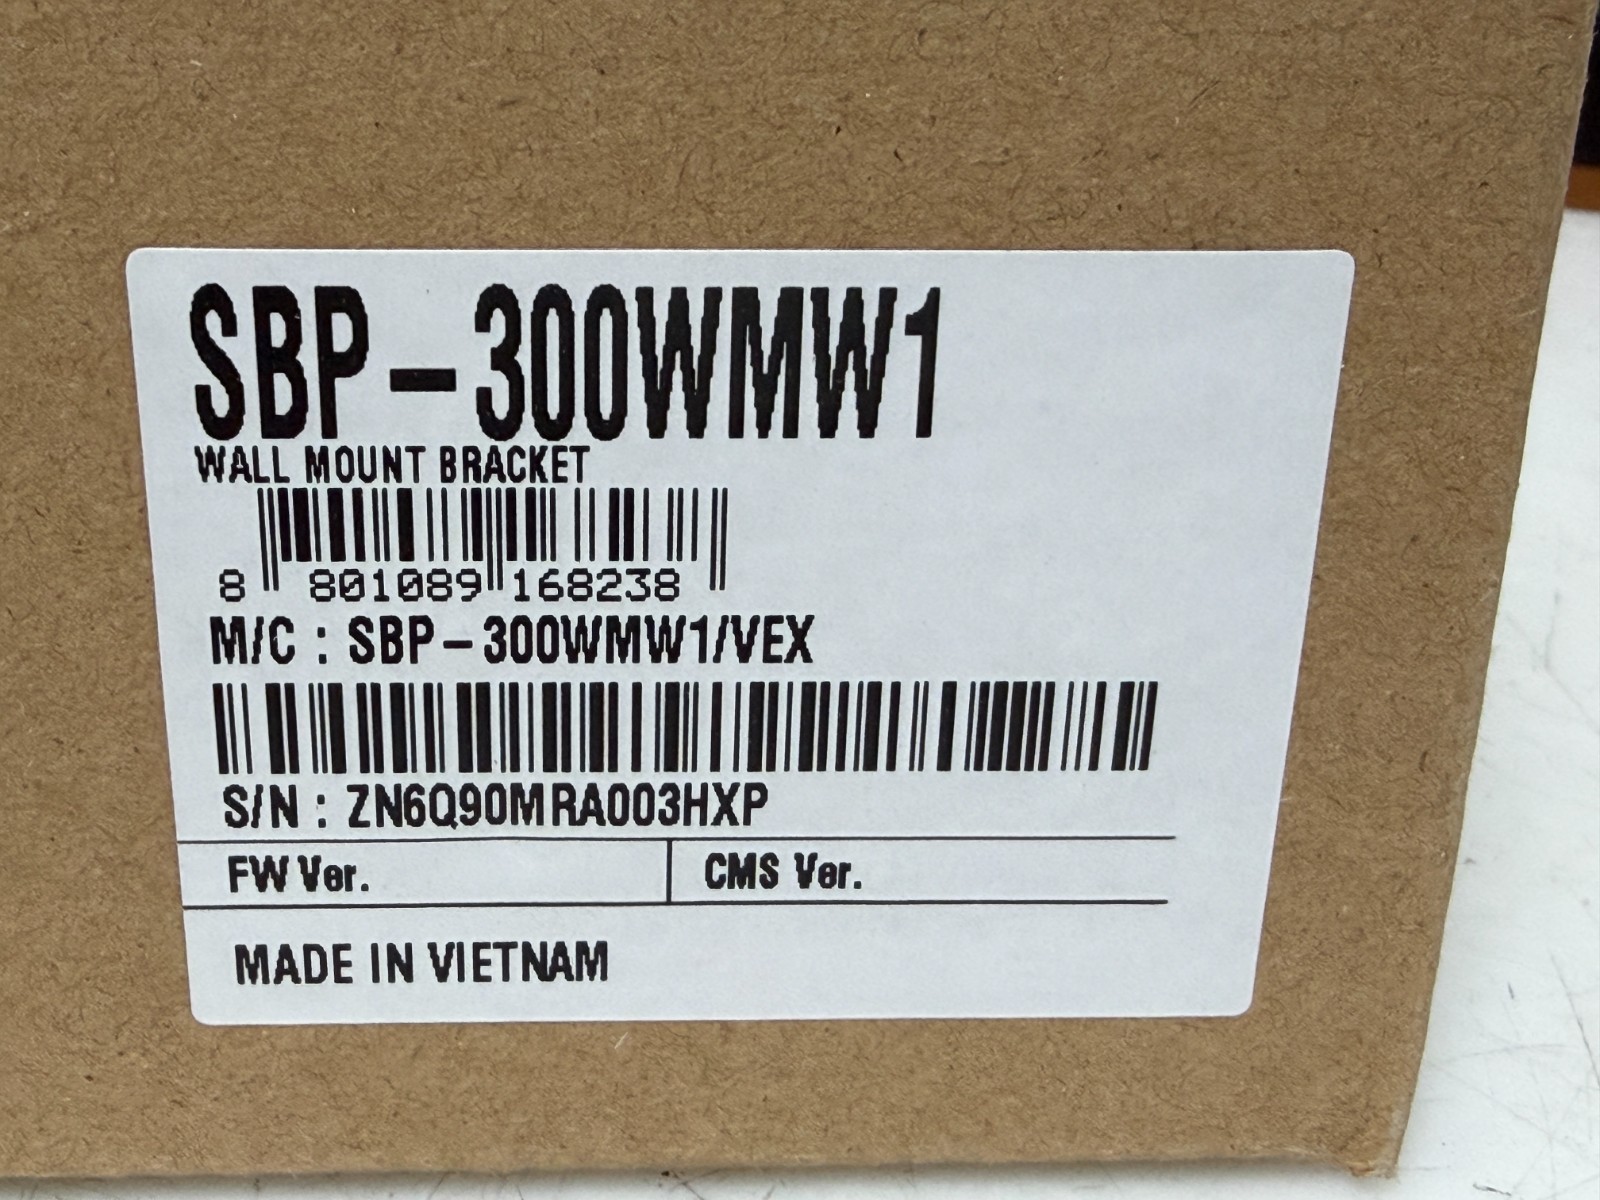 SBP-300WMW1
WALL MOUNT BRACKET
8 801089 168238
M/C : SBP-300WMW1/VEX
S/N : ZN6Q90MRA003HXP
FW Ver. CMS Ver.
MADE IN VIETNAM